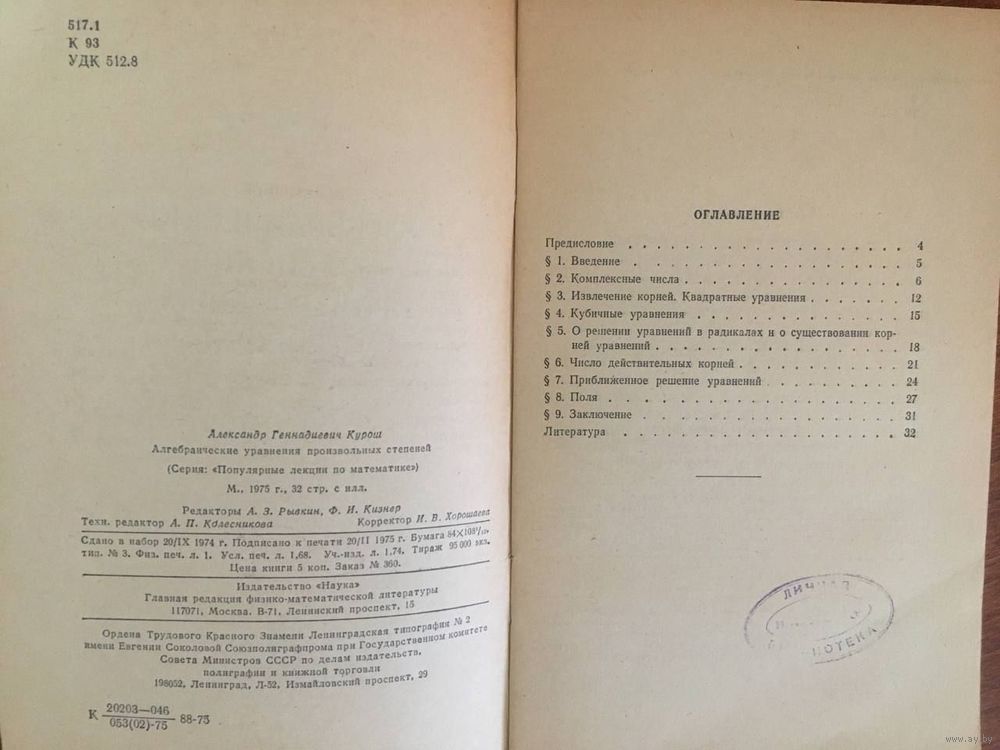 517.1
К 93
УДК 512.8
Александр Геннадиевич Курош
Алгебраические уравнения произвольных степеней
(Серия: «Популярные лекции по математике»)
М., 1975 г., 32 стр. с илл.
Редакторы А. З. Рывкин, Ф. И. Кизнер
Техн. редактор А. П. Колесникова Корректор И. В. Хорошаева
Сдано в набор 20/IX 1974 г. Подписано к печати 20/II 1975 г. Бумага 84×108¹/₃₂,
тип. № 3. Физ. печ. л. 1. Усл. печ. л. 1,68. Уч.-изд. л. 1,74. Тираж 95 000 экз.
Цена книги 5 коп. Заказ № 360.
Издательство «Наука»
Главная редакция физико-математической литературы
117071, Москва, В-71, Ленинский проспект, 15
Ордена Трудового Красного Знамени Ленинградская типография № 2
имени Евгении Соколовой Союзполиграфпрома при Государственном комитете
Совета Министров СССР по делам издательств,
полиграфии и книжной торговли
198052, Ленинград, Л-52, Измайловский проспект, 29
К 20203—046
053(02)-75 88-75
ОГЛАВЛЕНИЕ
Предисловие . . . . . . . . . . . . . . . . . . . . 4
§ 1. Введение . . . . . . . . . . . . . . . . . . . . 5
§ 2. Комплексные числа . . . . . . . . . . . . . . . . 6
§ 3. Извлечение корней. Квадратные уравнения . . . . . . . 12
§ 4. Кубичные уравнения . . . . . . . . . . . . . . . 15
§ 5. О решении уравнений в радикалах и о существовании кор-
ней уравнений . . . . . . . . . . . . . . . . . 18
§ 6. Число действительных корней . . . . . . . . . . . . 21
§ 7. Приближенное решение уравнений . . . . . . . . . . 24
§ 8. Поля . . . . . . . . . . . . . . . . . . . . . . 27
§ 9. Заключение . . . . . . . . . . . . . . . . . . . 31
Литература . . . . . . . . . . . . . . . . . . . . 32
ЛИЧНАЯ
www.ay.by